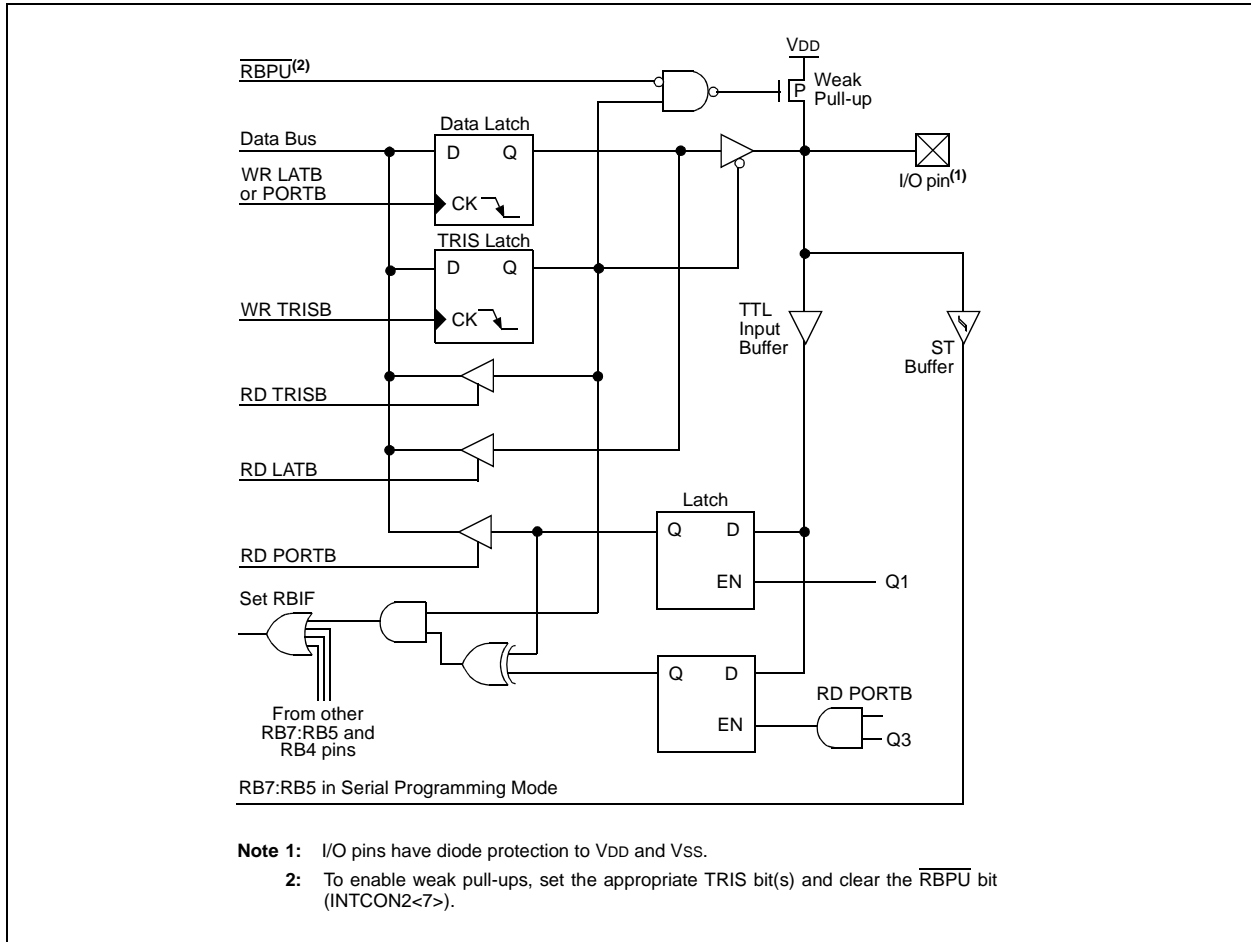 VDD
RBPU(2)
Weak
Pull-up
P
Data Latch
Data Bus
D Q
WR LATB
or PORTB
CK
I/O pin(1)
TRIS Latch
D Q
WR TRISB
CK
TTL
Input
Buffer
ST
Buffer
RD TRISB
RD LATB
Latch
Q D
RD PORTB
EN
Q1
Set RBIF
Q D
RD PORTB
EN
Q3
From other
RB7:RB5 and
RB4 pins
RB7:RB5 in Serial Programming Mode
Note 1: I/O pins have diode protection to VDD and VSS.
2: To enable weak pull-ups, set the appropriate TRIS bit(s) and clear the RBPU bit
(INTCON2<7>).